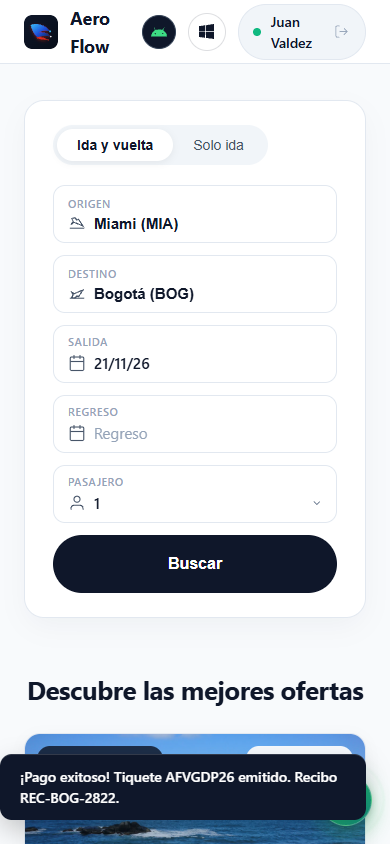 Aero
Flow
Juan
Valdez
Ida y vuelta
Solo ida
ORIGEN
Miami (MIA)
DESTINO
Bogotá (BOG)
SALIDA
21/11/26
REGRESO
Regreso
PASAJERO
1
Buscar
Descubre las mejores ofertas
¡Pago exitoso! Tiquete AFVGDP26 emitido. Recibo
REC-BOG-2822.